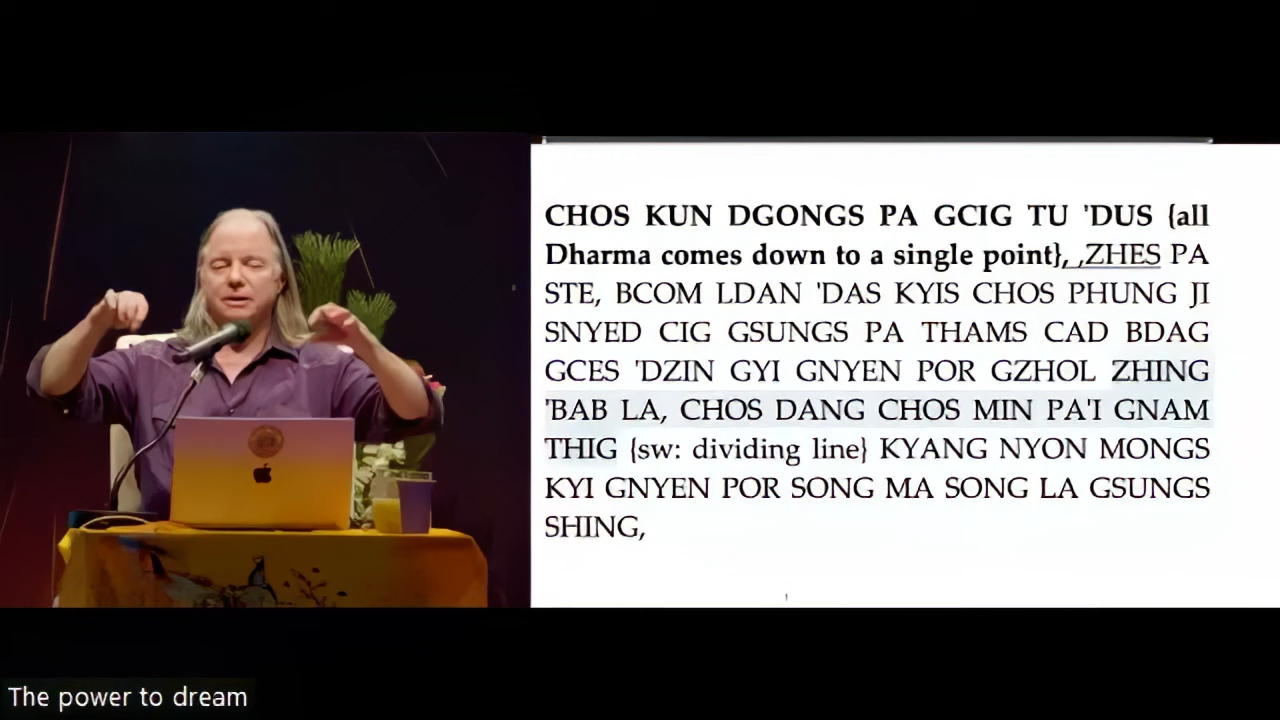 CHOS KUN DGONGS PA GCIG TU 'DUS {all
Dharma comes down to a single point}, ,ZHES PA
STE, BCOM LDAN 'DAS KYIS CHOS PHUNG JI
SNYED CIG GSUNGS PA THAMS CAD BDAG
GCES 'DZIN GYI GNYEN POR GZHOL ZHING
'BAB LA, CHOS DANG CHOS MIN PA'I GNAM
THIG {sw: dividing line} KYANG NYON MONGS
KYI GNYEN POR SONG MA SONG LA GSUNGS
SHING,
The power to dream